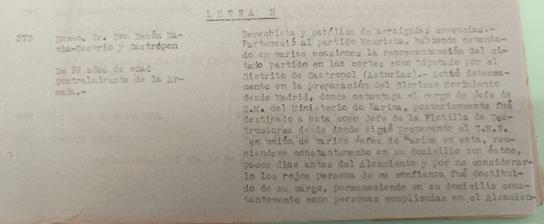 LETRA N
273 Excmo. Sr. Don Ramón Na-
via-Osorio y Castrópon
De 59 años de edad
contralmirante de la Ar-
mada.-
Derechista y católico de arraigadas creencias.-
Perteneció al partido Maurista, habiendo ostenta-
do en varias ocasiones la representación del ci-
tado partido en las cortes como Diputado por el
Distrito de Castropol (Asturias).- Actuó intensa-
mente en la preparación del Glorioso Movimiento
desde Madrid, donde ostentaga el cargo de Jefe de
E.M. del Ministerio de Marina, posteriormente fué
destinado a esta como Jefe de la Flotilla de Des-
tructores desde donde siguió preparando el G.M.N.
en unión de varios Jefes de Marina en esta, reu-
niendose constantemente en su domicilio con éstos,
pocos días antes del Alzamiento y por no considerar-
lo los rojos persona de su confianza fué destitui-
do de su cargo, permaneciendo en su domicilio cons-
tantemente como personas complicadas en el Alzamien-